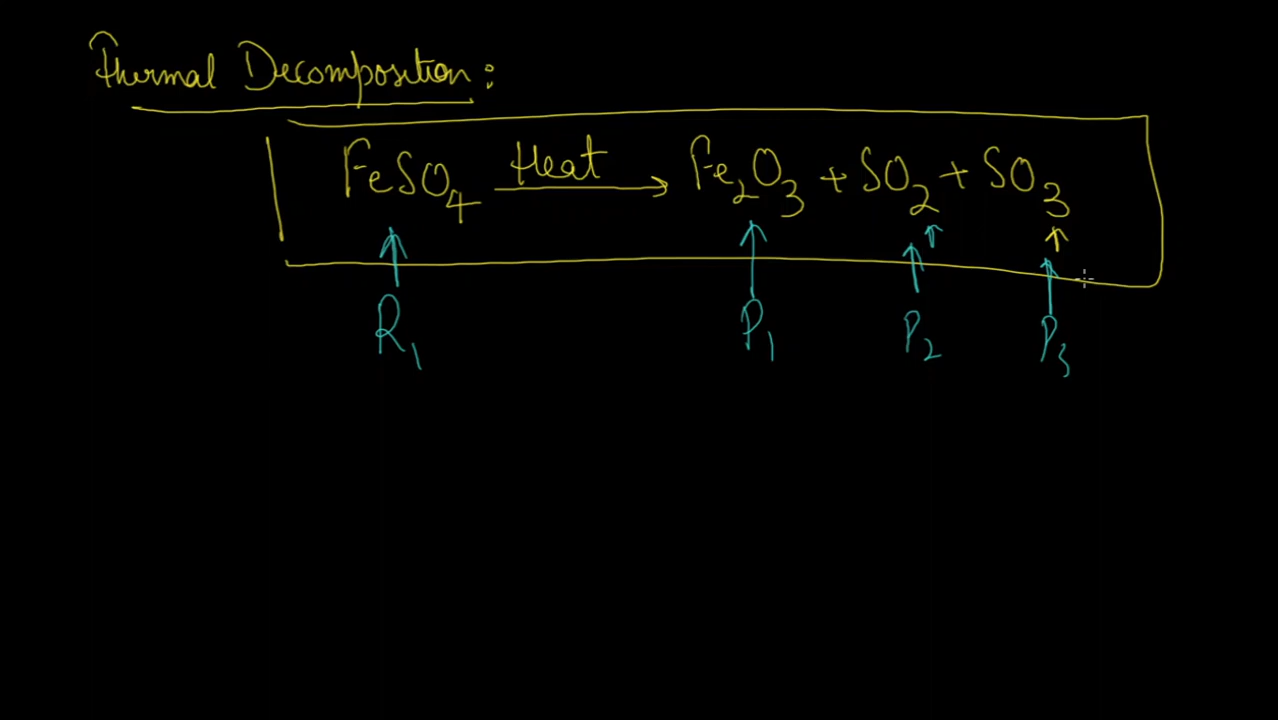 Thermal Decomposition:
FeSO₄ Heat → Fe₂O₃ + SO₂ + SO₃
R₁ P₁ P₂ P₃